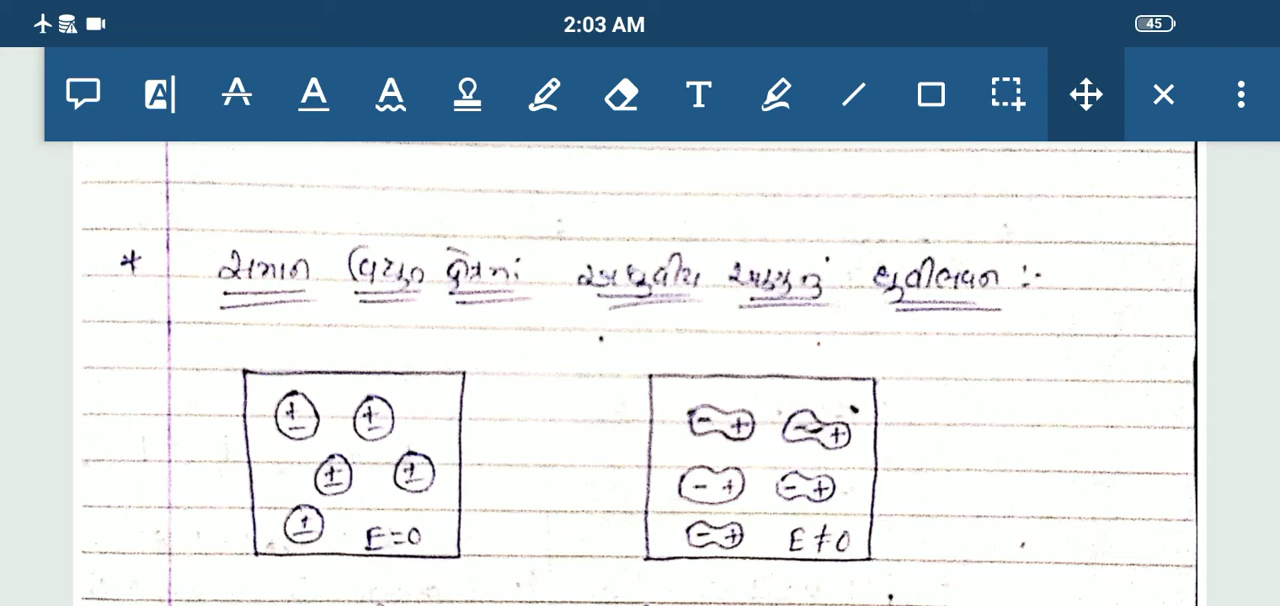 2:03 AM
45
* સમાન વિદ્યુત ક્ષેત્રમાં અધ્રુવીય અણુનું ધ્રુવીભવન :-
± ± - + - +
± ± - + - +
± E=0 - + E≠0